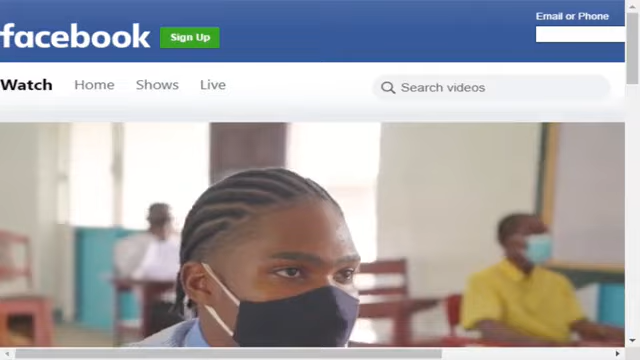 Email or Phone
facebook
Sign Up
Watch
Home
Shows
Live
Search videos